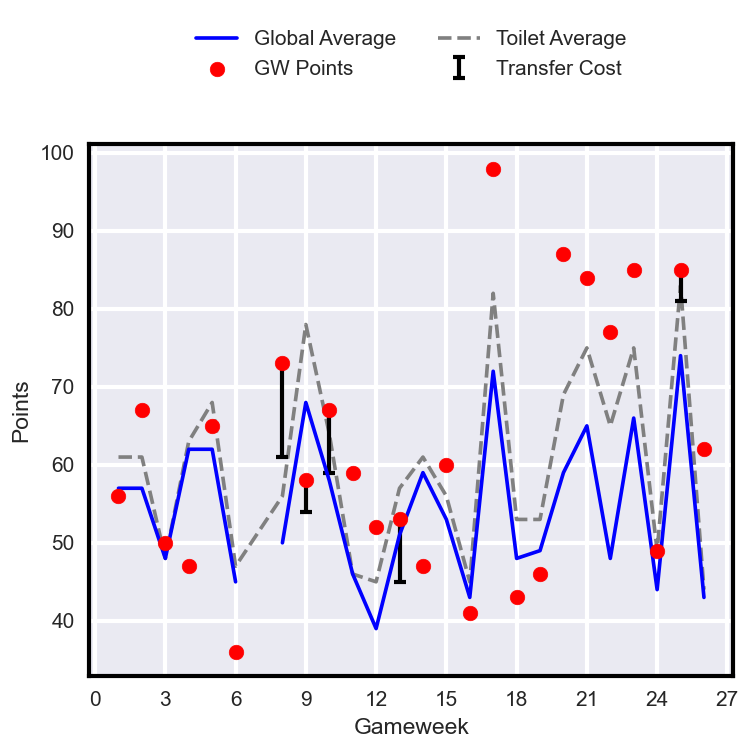 Global Average
Toilet Average
GW Points
Transfer Cost
100
90
80
70
60
50
40
Points
0 3 6 9 12 15 18 21 24 27
Gameweek